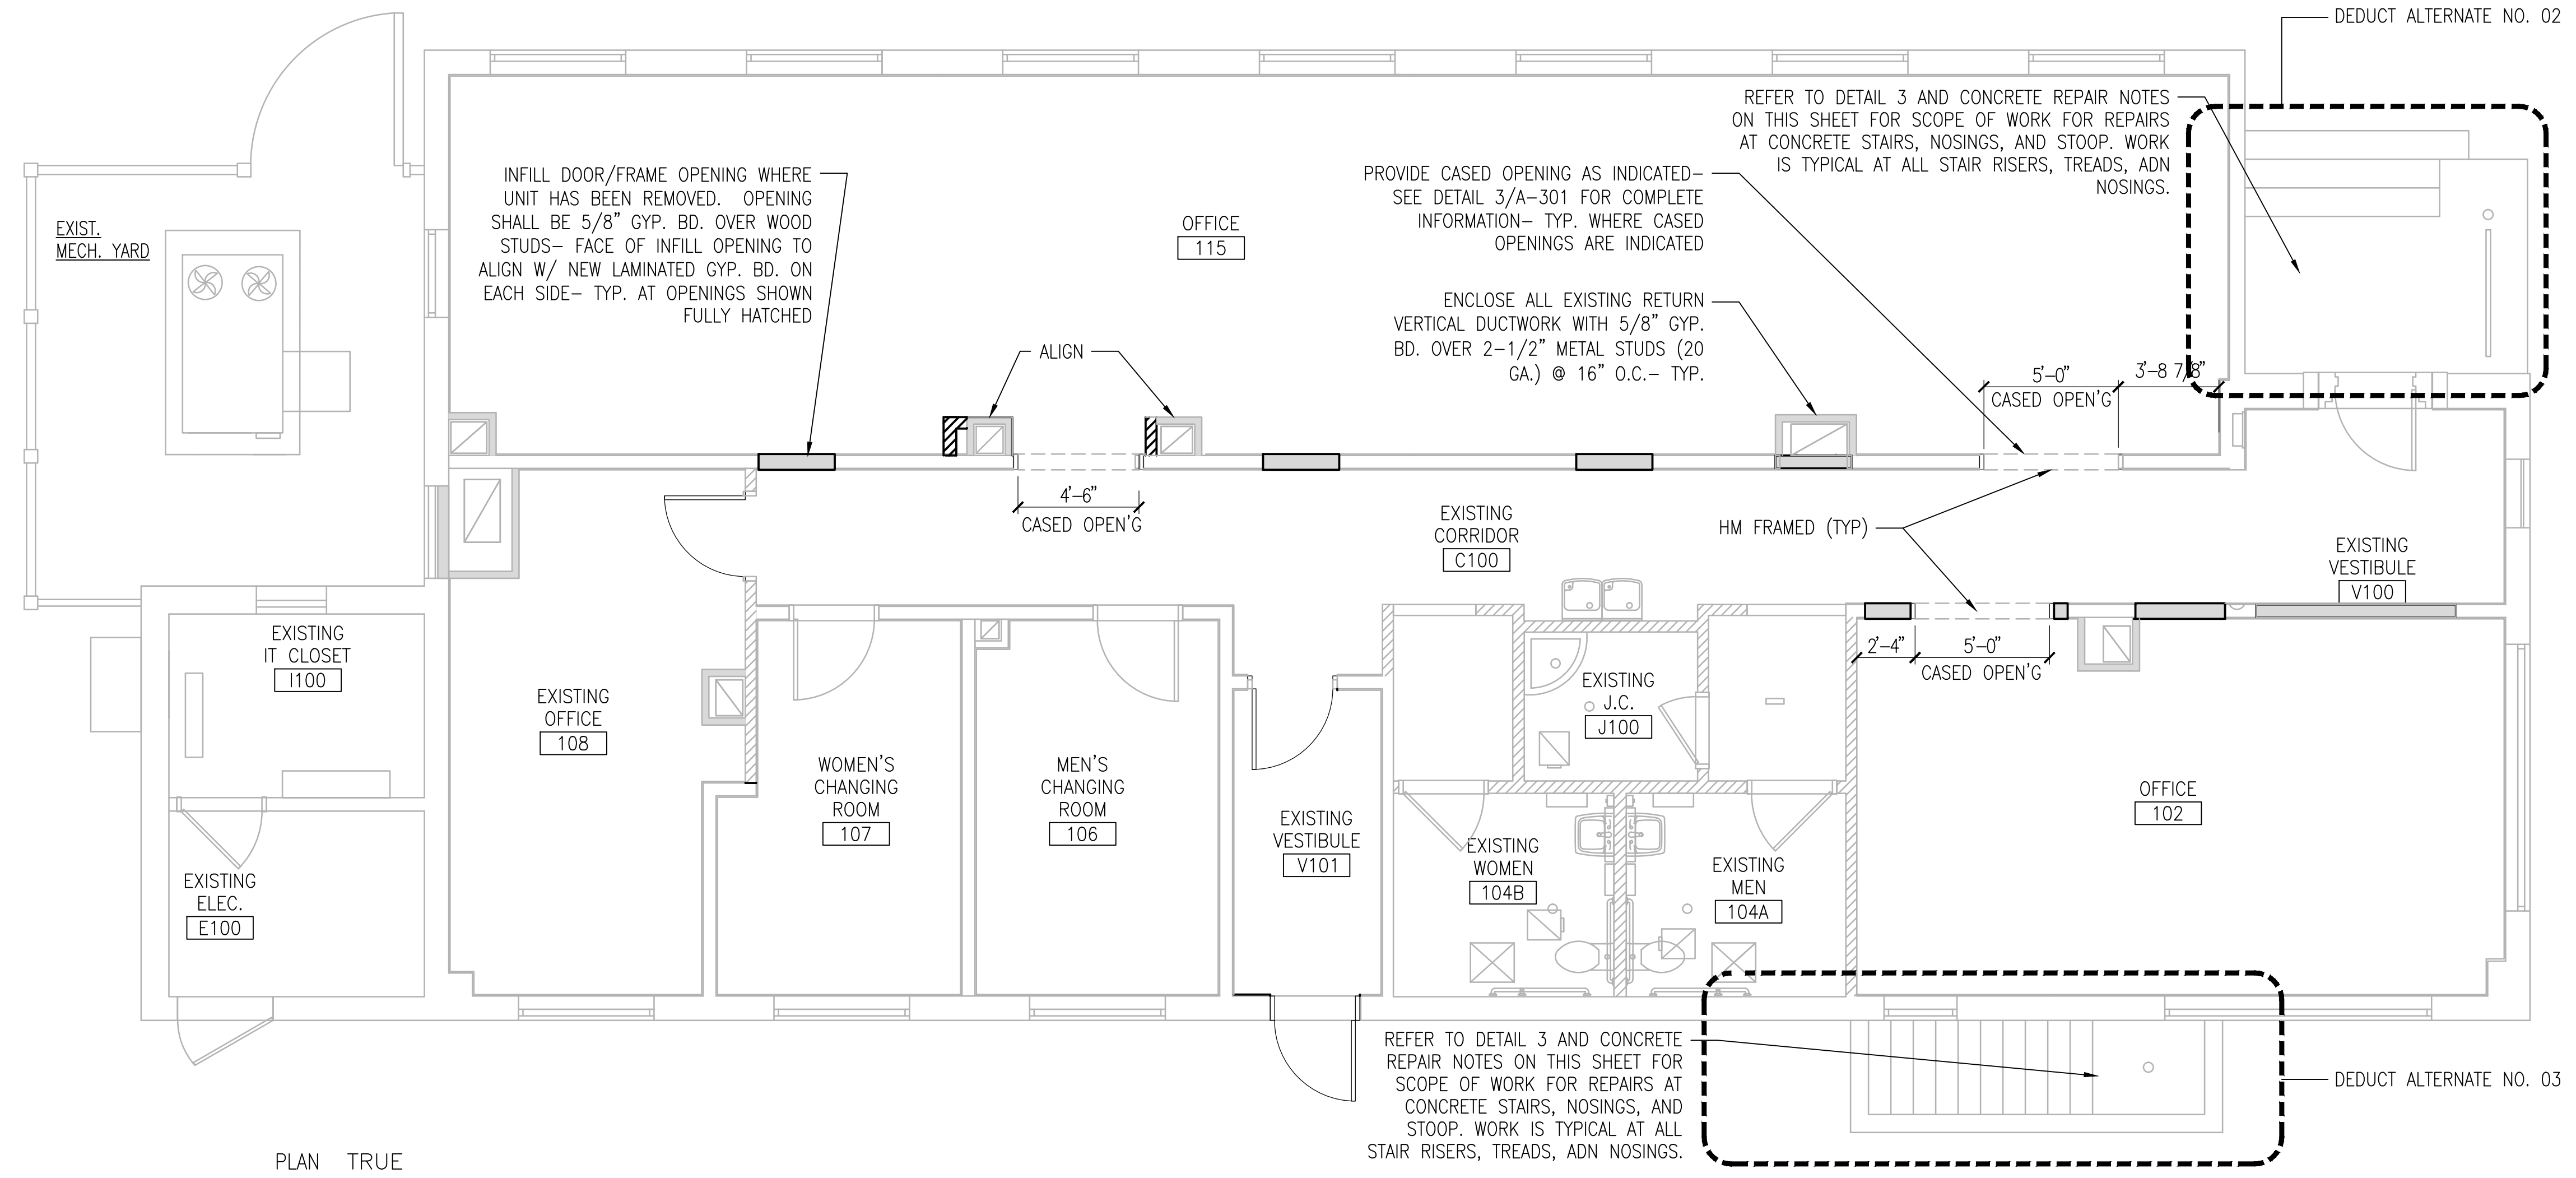 DEDUCT ALTERNATE NO. 02
REFER TO DETAIL 3 AND CONCRETE REPAIR NOTES
ON THIS SHEET FOR SCOPE OF WORK FOR REPAIRS
AT CONCRETE STAIRS, NOSINGS, AND STOOP. WORK
IS TYPICAL AT ALL STAIR RISERS, TREADS, ADN
NOSINGS.
INFILL DOOR/FRAME OPENING WHERE
UNIT HAS BEEN REMOVED. OPENING
SHALL BE 5/8" GYP. BD. OVER WOOD
STUDS- FACE OF INFILL OPENING TO
ALIGN W/ NEW LAMINATED GYP. BD. ON
EACH SIDE- TYP. AT OPENINGS SHOWN
FULLY HATCHED
PROVIDE CASED OPENING AS INDICATED-
SEE DETAIL 3/A-301 FOR COMPLETE
INFORMATION- TYP. WHERE CASED
OPENINGS ARE INDICATED
EXIST.
MECH. YARD
OFFICE
115
ENCLOSE ALL EXISTING RETURN
VERTICAL DUCTWORK WITH 5/8" GYP.
BD. OVER 2-1/2" METAL STUDS (20
GA.) @ 16" O.C.- TYP.
ALIGN
5'-0"
CASED OPEN'G
3'-8 7/8"
4'-6"
CASED OPEN'G
EXISTING
CORRIDOR
C100
HM FRAMED (TYP)
EXISTING
VESTIBULE
V100
EXISTING
IT CLOSET
I100
2'-4"
5'-0"
CASED OPEN'G
EXISTING
OFFICE
108
EXISTING
J.C.
J100
WOMEN'S
CHANGING
ROOM
107
MEN'S
CHANGING
ROOM
106
OFFICE
102
EXISTING
VESTIBULE
V101
EXISTING
WOMEN
104B
EXISTING
MEN
104A
EXISTING
ELEC.
E100
REFER TO DETAIL 3 AND CONCRETE
REPAIR NOTES ON THIS SHEET FOR
SCOPE OF WORK FOR REPAIRS AT
CONCRETE STAIRS, NOSINGS, AND
STOOP. WORK IS TYPICAL AT ALL
STAIR RISERS, TREADS, ADN NOSINGS.
DEDUCT ALTERNATE NO. 03
PLAN TRUE